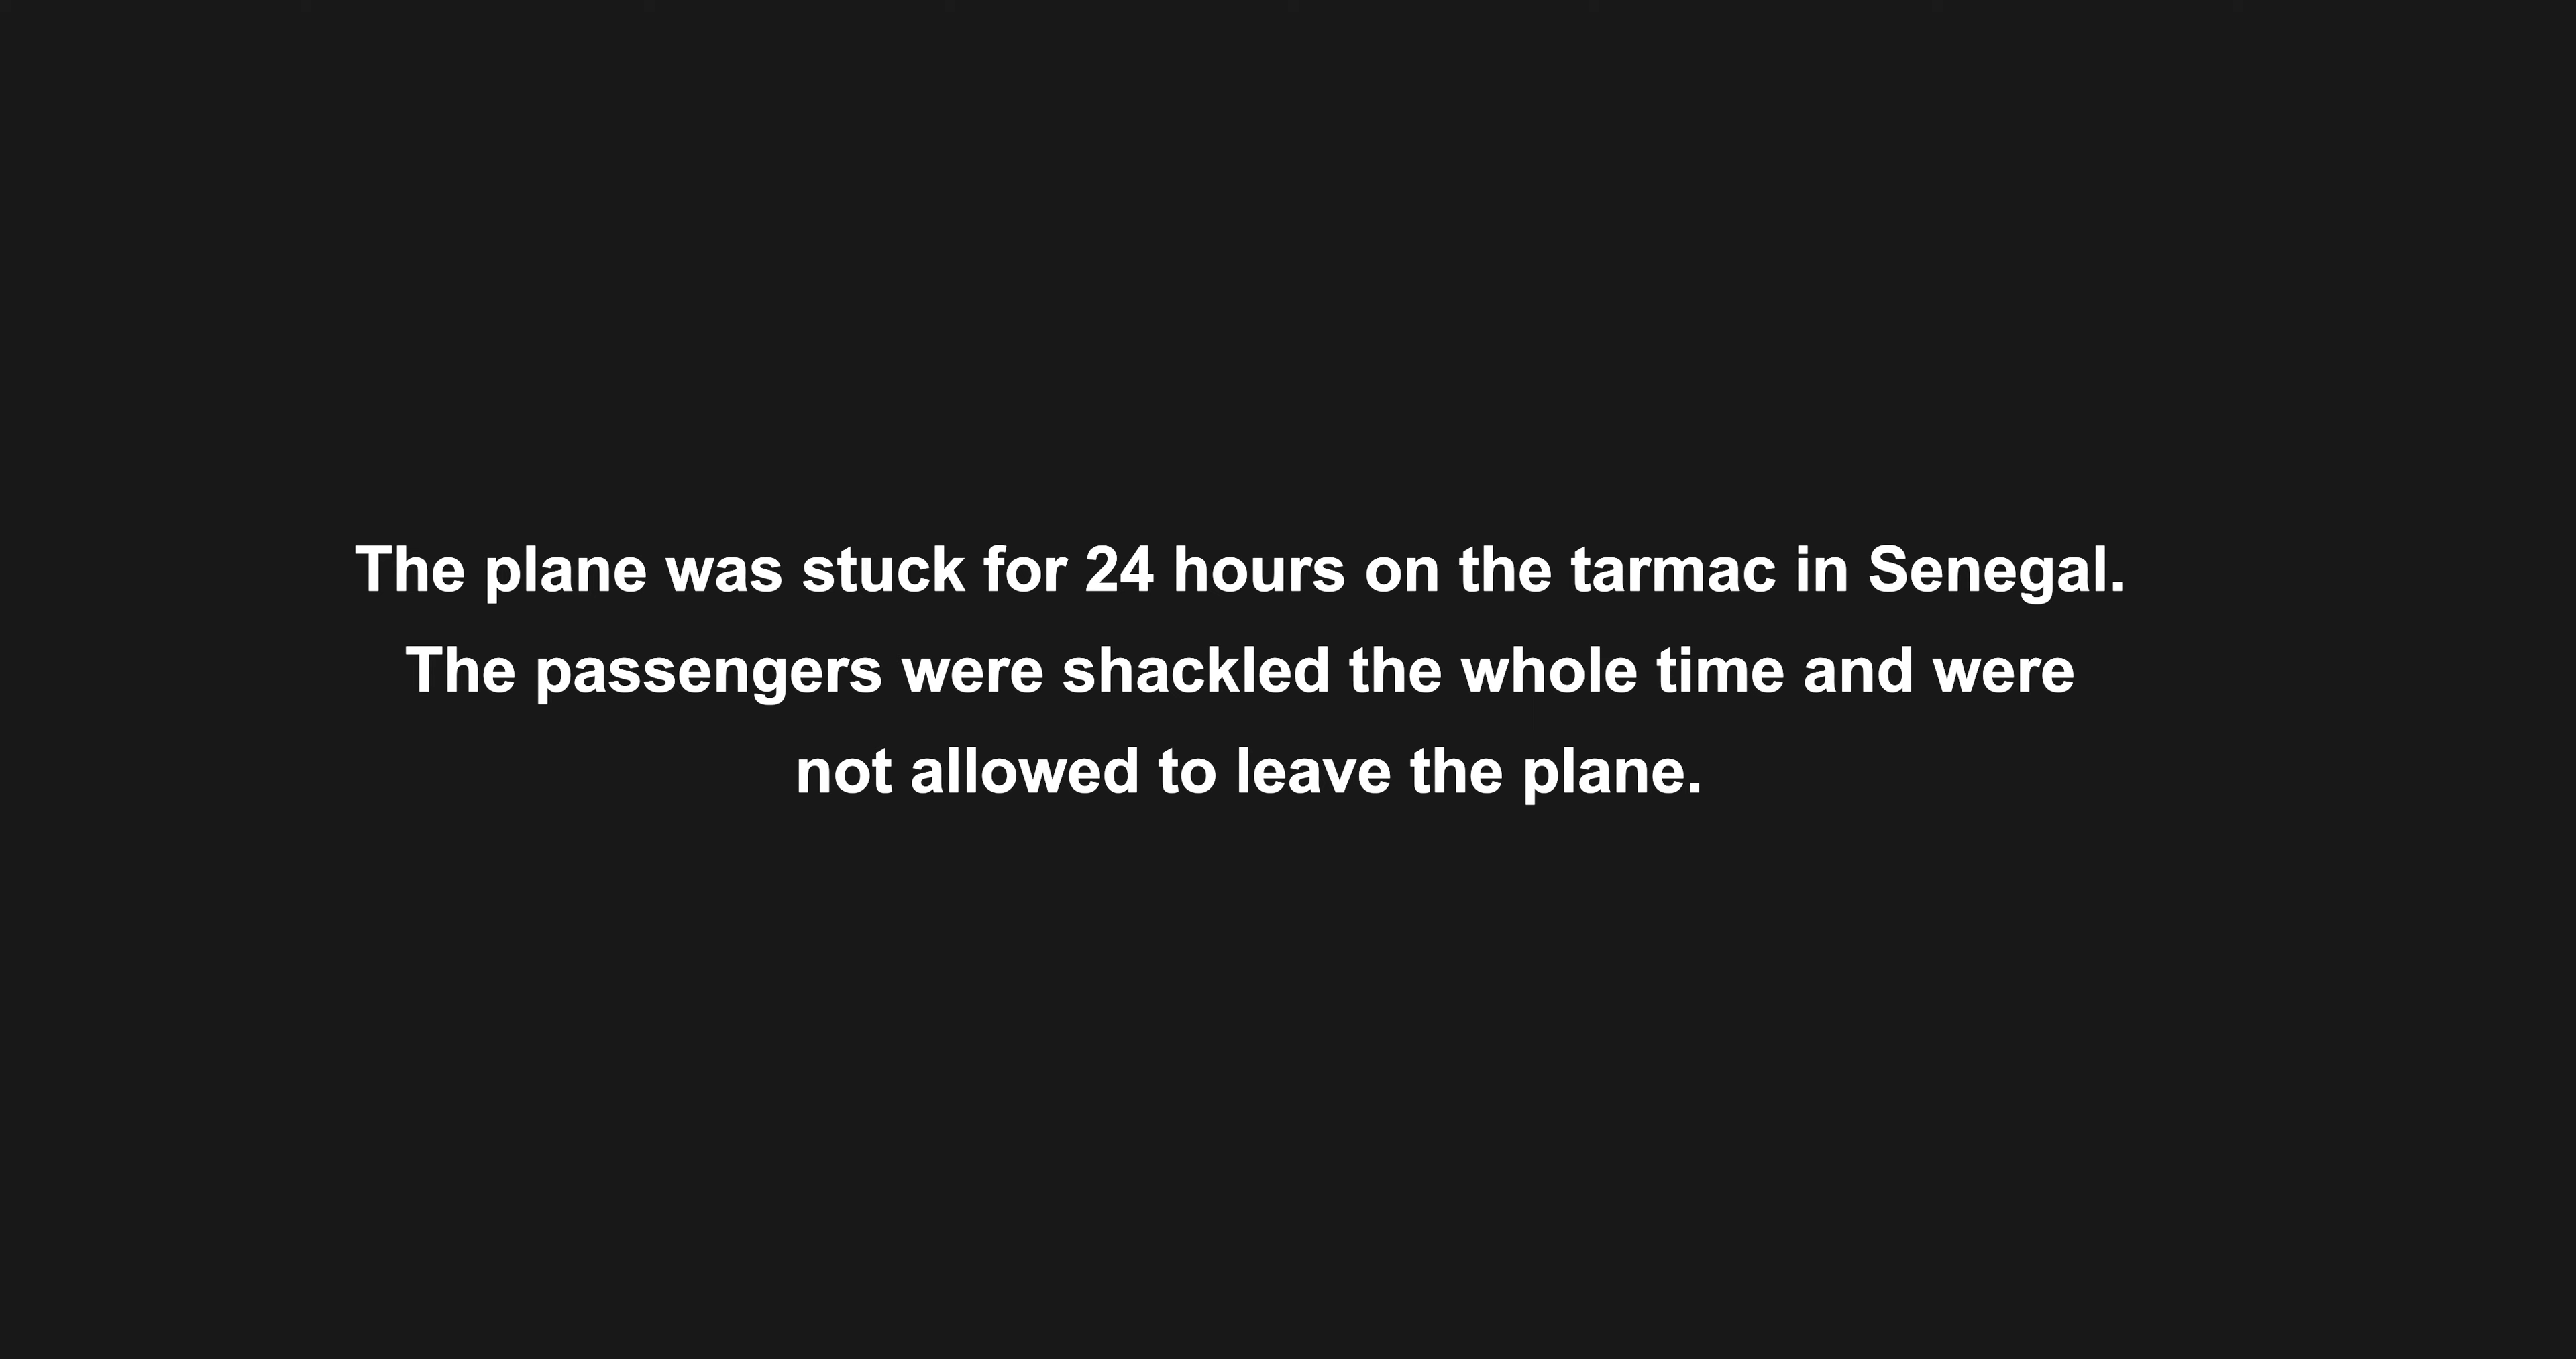 The plane was stuck for 24 hours on the tarmac in Senegal.
The passengers were shackled the whole time and were
not allowed to leave the plane.